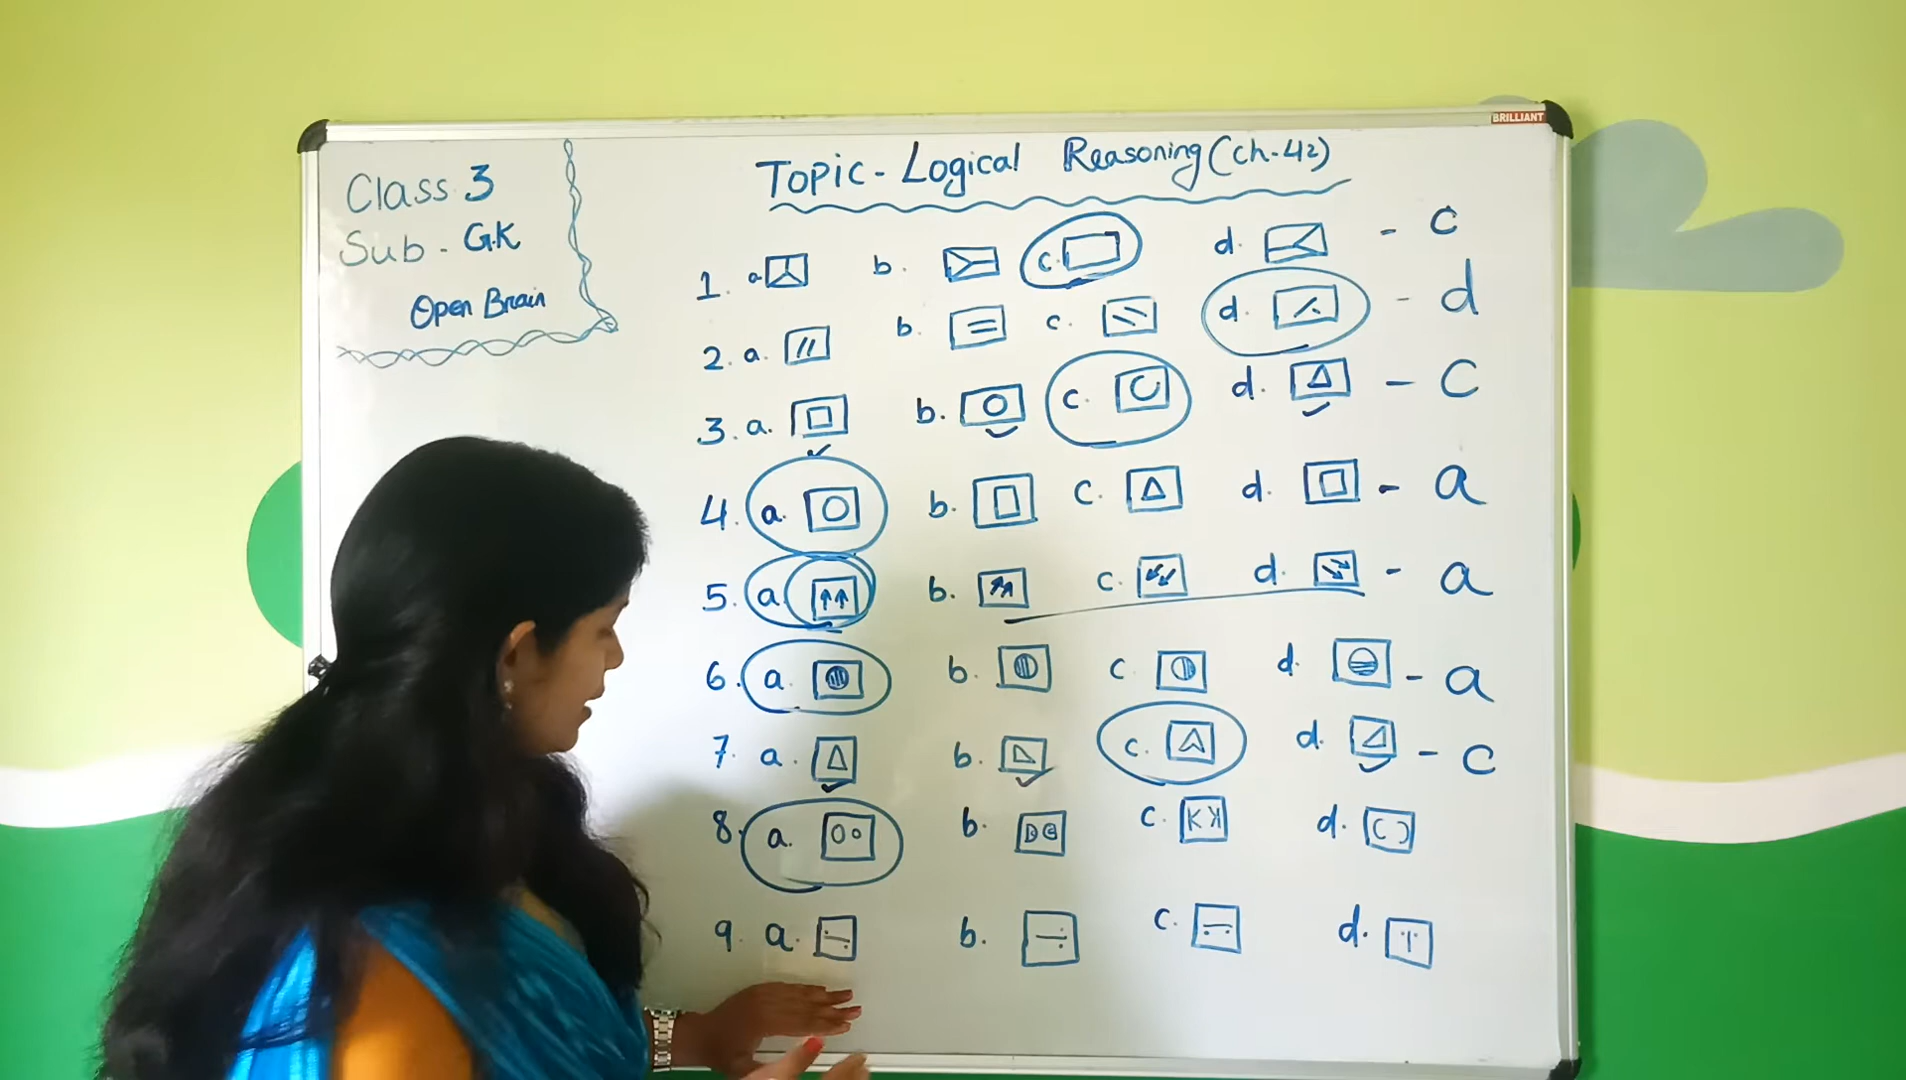 BRILLIANT
Class 3
Sub - G.K
Open Brain
Topic - Logical Reasoning (ch-42)
1. a. b. c. d. - c
2. a. b. c. d. - d
3. a. b. c. d. - c
4. a. b. c. d. - a
5. a. b. c. d. - a
6. a. b. c. d. - a
7. a. b. c. d. - c
8. a. b. c. d.
9. a. b. c. d.